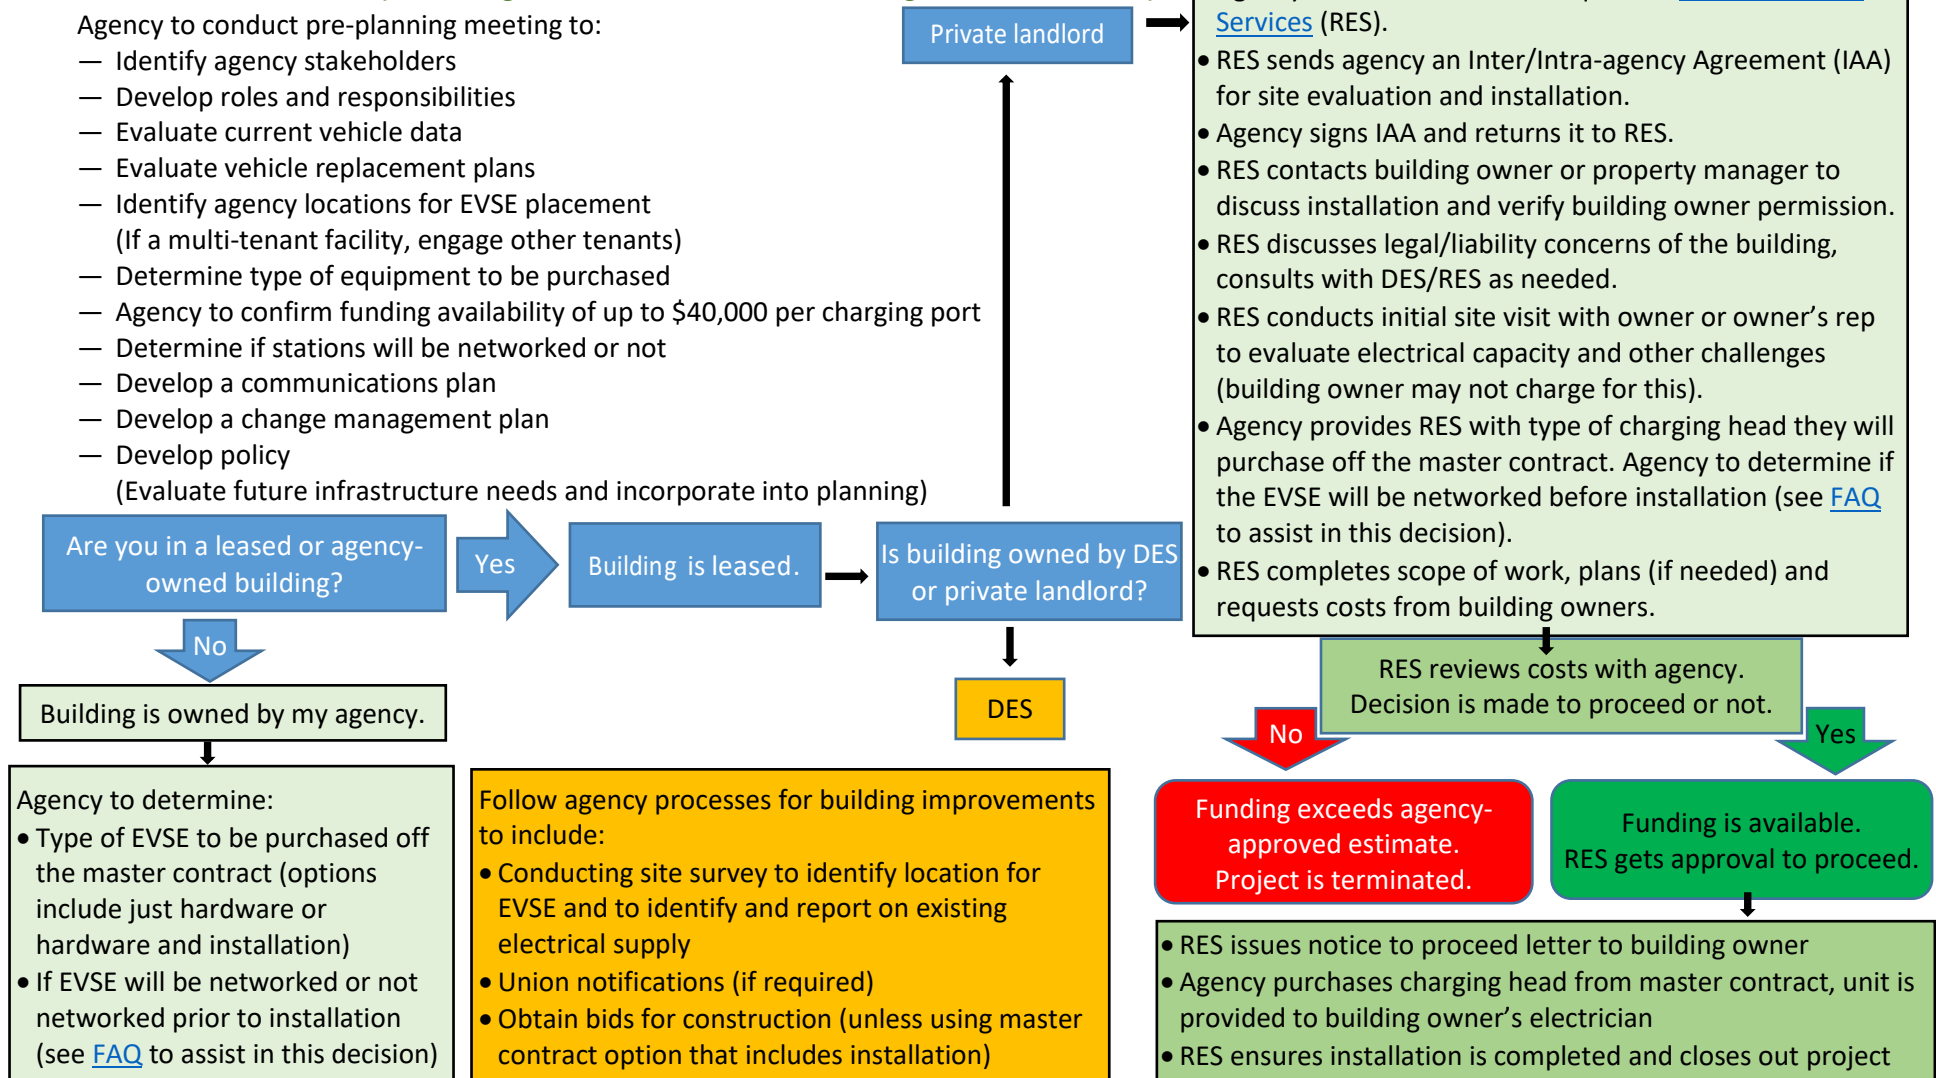 Agency to conduct pre-planning meeting to:
— Identify agency stakeholders
— Develop roles and responsibilities
— Evaluate current vehicle data
— Evaluate vehicle replacement plans
— Identify agency locations for EVSE placement
(If a multi-tenant facility, engage other tenants)
— Determine type of equipment to be purchased
— Agency to confirm funding availability of up to $40,000 per charging port
— Determine if stations will be networked or not
— Develop a communications plan
— Develop a change management plan
— Develop policy
(Evaluate future infrastructure needs and incorporate into planning)
Private landlord
Services (RES).
• RES sends agency an Inter/Intra-agency Agreement (IAA)
for site evaluation and installation.
• Agency signs IAA and returns it to RES.
• RES contacts building owner or property manager to
discuss installation and verify building owner permission.
• RES discusses legal/liability concerns of the building,
consults with DES/RES as needed.
• RES conducts initial site visit with owner or owner's rep
to evaluate electrical capacity and other challenges
(building owner may not charge for this).
• Agency provides RES with type of charging head they will
purchase off the master contract. Agency to determine if
the EVSE will be networked before installation (see FAQ
to assist in this decision).
• RES completes scope of work, plans (if needed) and
requests costs from building owners.
Are you in a leased or agency-
owned building?
Yes
Building is leased.
Is building owned by DES
or private landlord?
No
Building is owned by my agency.
DES
RES reviews costs with agency.
Decision is made to proceed or not.
No
Yes
Agency to determine:
• Type of EVSE to be purchased off
the master contract (options
include just hardware or
hardware and installation)
• If EVSE will be networked or not
networked prior to installation
(see FAQ to assist in this decision)
Follow agency processes for building improvements
to include:
• Conducting site survey to identify location for
EVSE and to identify and report on existing
electrical supply
• Union notifications (if required)
• Obtain bids for construction (unless using master
contract option that includes installation)
Funding exceeds agency-
approved estimate.
Project is terminated.
Funding is available.
RES gets approval to proceed.
• RES issues notice to proceed letter to building owner
• Agency purchases charging head from master contract, unit is
provided to building owner's electrician
• RES ensures installation is completed and closes out project